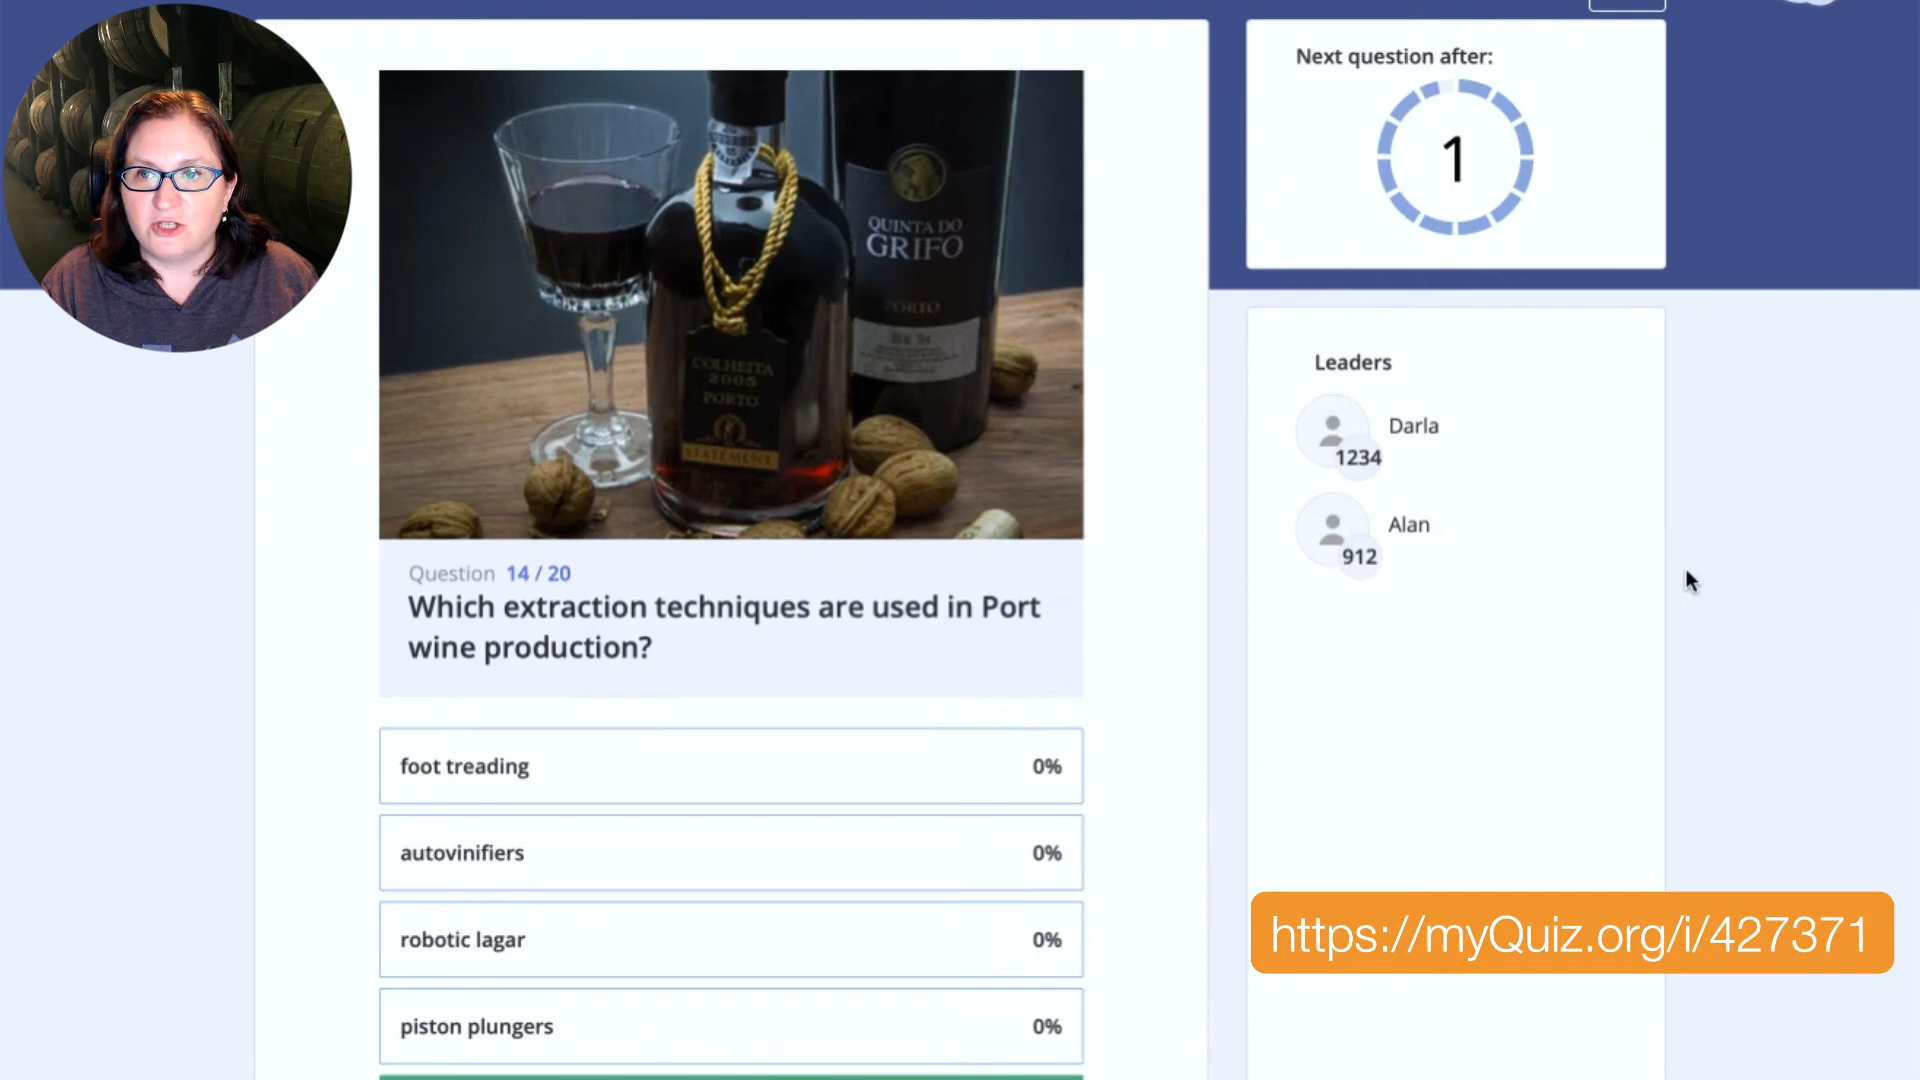 Next question after:
1
QUINTA DO
GRIFO
PORTO
COLHEITA
2005
PORTO
STATEMENT
Leaders
Darla
1234
Alan
912
Question 14 / 20
Which extraction techniques are used in Port
wine production?
foot treading 0%
autovinifiers 0%
robotic lagar 0%
piston plungers 0%
https://myQuiz.org/i/427371